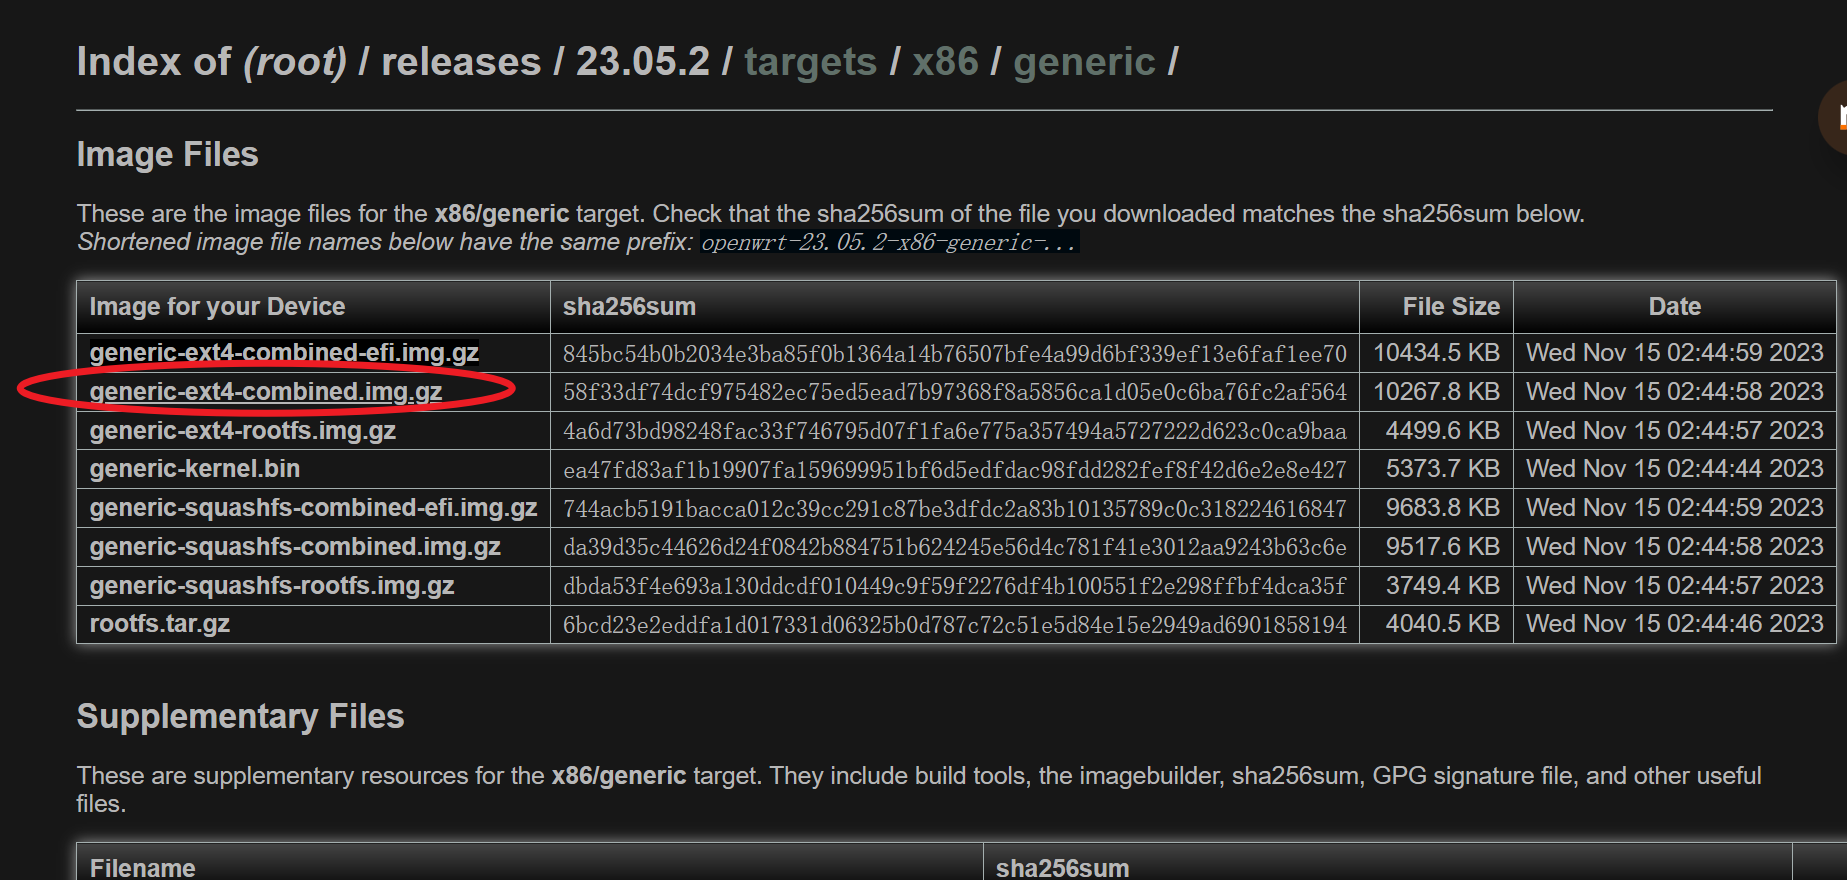 Index of (root) / releases / 23.05.2 / targets / x86 / generic /
Image Files
These are the image files for the x86/generic target. Check that the sha256sum of the file you downloaded matches the sha256sum below.
Shortened image file names below have the same prefix: openwrt-23.05.2-x86-generic-...
Image for your Device sha256sum File Size Date
generic-ext4-combined-efi.img.gz 845bc54b0b2034e3ba85f0b1364a14b76507bfe4a99d6bf339ef13e6faf1ee70 10434.5 KB Wed Nov 15 02:44:59 2023
generic-ext4-combined.img.gz 58f33df74dcf975482ec75ed5ead7b97368f8a5856ca1d05e0c6ba76fc2af564 10267.8 KB Wed Nov 15 02:44:58 2023
generic-ext4-rootfs.img.gz 4a6d73bd98248fac33f746795d07f1fa6e775a357494a5727222d623c0ca9baa 4499.6 KB Wed Nov 15 02:44:57 2023
generic-kernel.bin ea47fd83af1b19907fa159699951bf6d5edfdac98fdd282fef8f42d6e2e8e427 5373.7 KB Wed Nov 15 02:44:44 2023
generic-squashfs-combined-efi.img.gz 744acb5191bacca012c39cc291c87be3dfdc2a83b10135789c0c318224616847 9683.8 KB Wed Nov 15 02:44:59 2023
generic-squashfs-combined.img.gz da39d35c44626d24f0842b884751b624245e56d4c781f41e3012aa9243b63c6e 9517.6 KB Wed Nov 15 02:44:58 2023
generic-squashfs-rootfs.img.gz dbda53f4e693a130ddcdf010449c9f59f2276df4b100551f2e298ffbf4dca35f 3749.4 KB Wed Nov 15 02:44:57 2023
rootfs.tar.gz 6bcd23e2eddfa1d017331d06325b0d787c72c51e5d84e15e2949ad6901858194 4040.5 KB Wed Nov 15 02:44:46 2023
Supplementary Files
These are supplementary resources for the x86/generic target. They include build tools, the imagebuilder, sha256sum, GPG signature file, and other useful
files.
Filename sha256sum